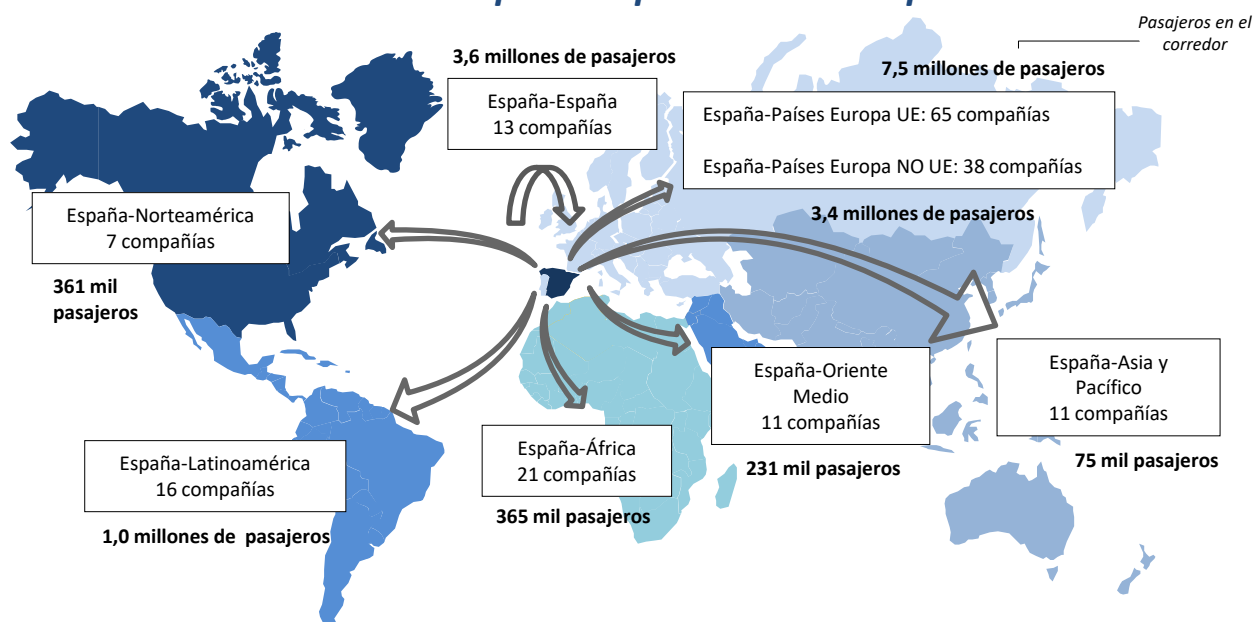 Pasajeros en el
corredor
3,6 millones de pasajeros
España-España
13 compañías
7,5 millones de pasajeros
España-Países Europa UE: 65 compañías
España-Países Europa NO UE: 38 compañías
3,4 millones de pasajeros
España-Norteamérica
7 compañías
361 mil
pasajeros
España-Oriente
Medio
11 compañías
231 mil pasajeros
España-Asia y
Pacífico
11 compañías
75 mil pasajeros
España-Latinoamérica
16 compañías
1,0 millones de pasajeros
España-África
21 compañías
365 mil pasajeros